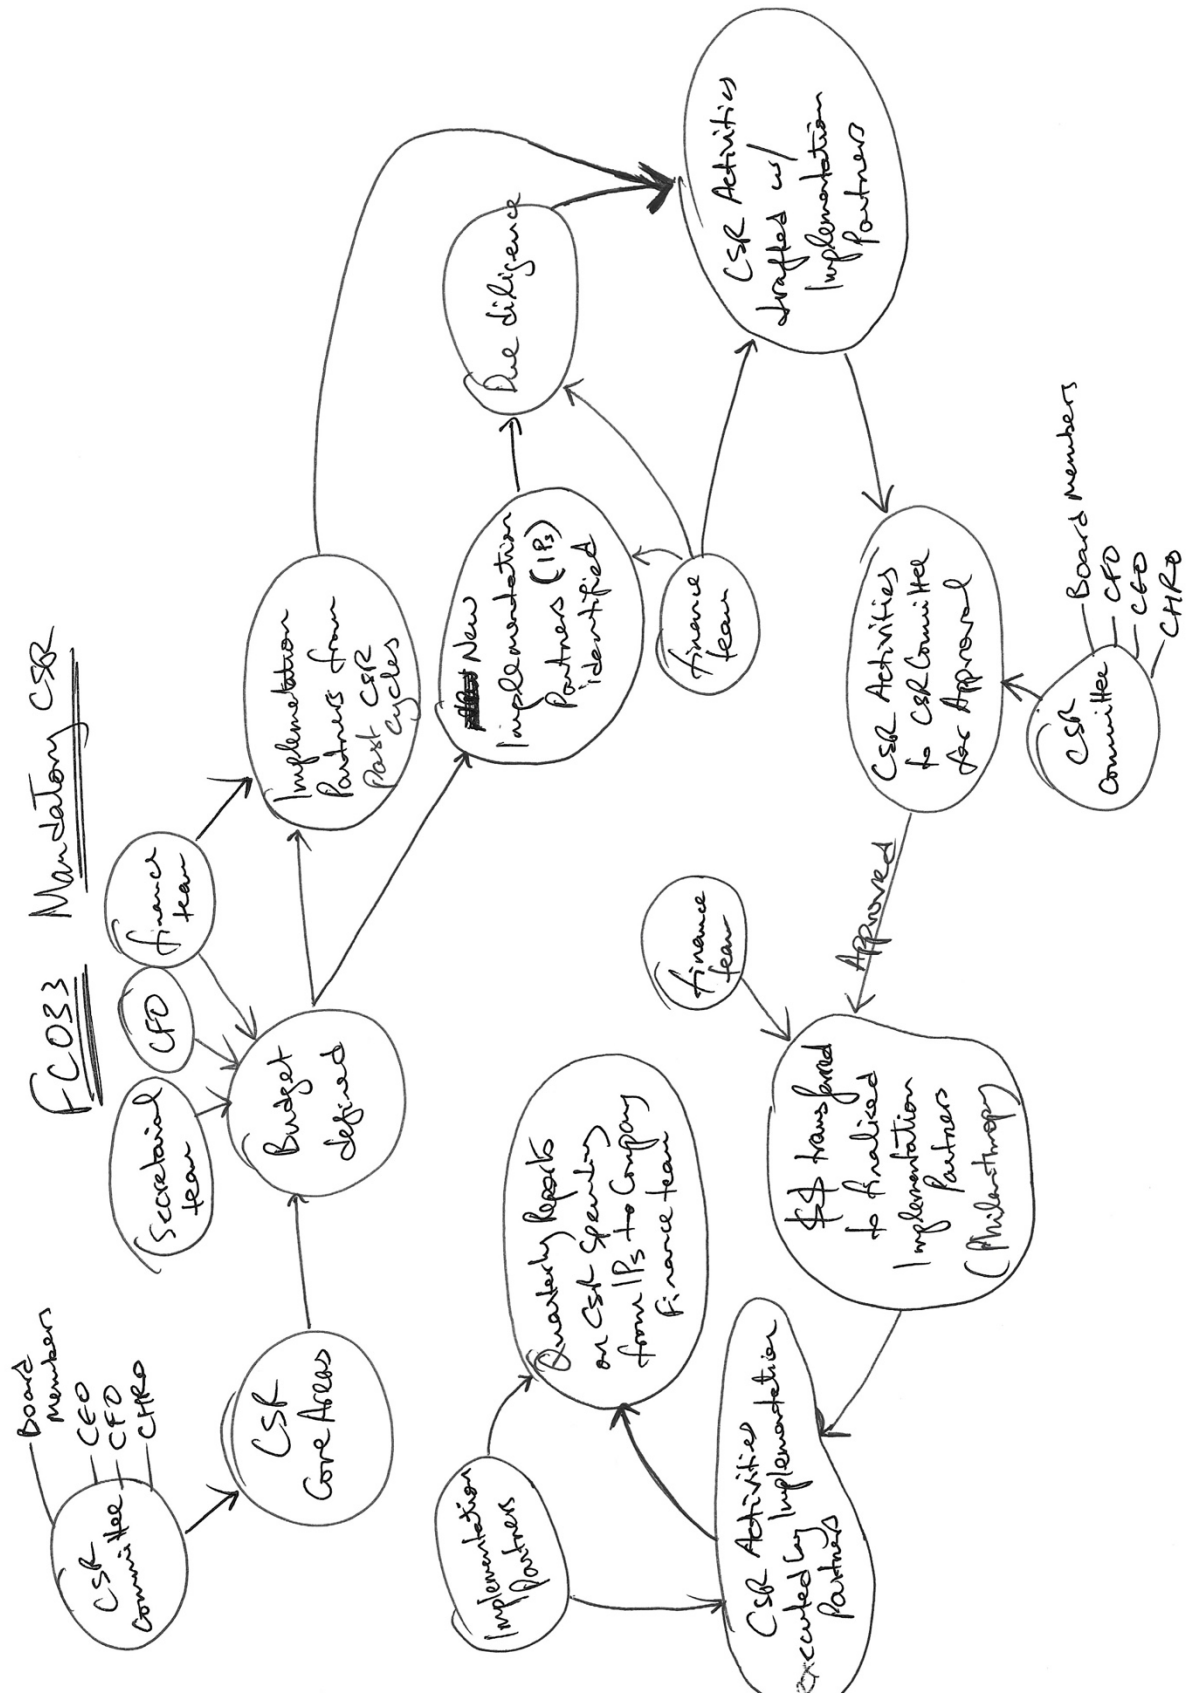 FC033 Mandatory CSR
CSR
Committee
Board
Members
CEO
CFO
CHRO
CSR
Core Areas
Secretarial
team
CFO
finance
team
Budget
defined
Implementation
Partners from
Past CSR
cycles
New
Implementation
Partners (IPs)
identified
Due diligence
finance
team
CSR Activities
drafted w/
Implementation
Partners
CSR Activities
to CSR Committee
for Approval
CSR
Committee
Board Members
CFO
CEO
CHRO
Approved
finance
team
$$ transferred
to finalised
Implementation
Partners
(Philanthropy)
CSR Activities
executed by Implementation
Partners
Implementation
Partners
Quarterly Reports
on CSR Spending
from IPs to Company
finance team